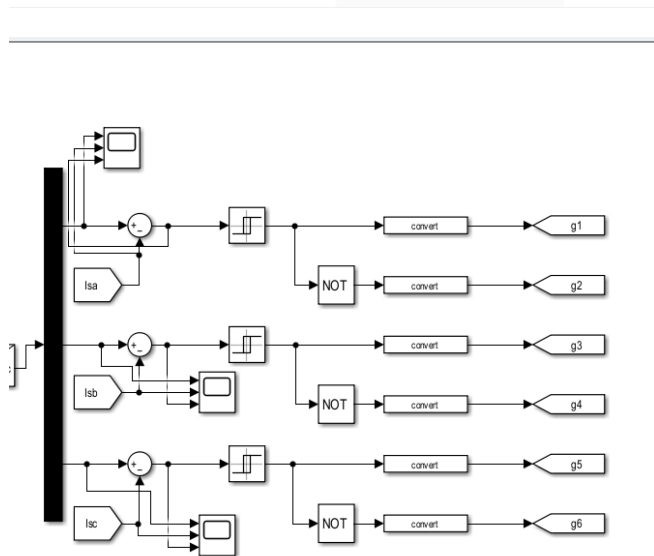 Isa
convert
g1
NOT
convert
g2
Isb
convert
g3
NOT
convert
g4
Isc
convert
g5
NOT
convert
g6